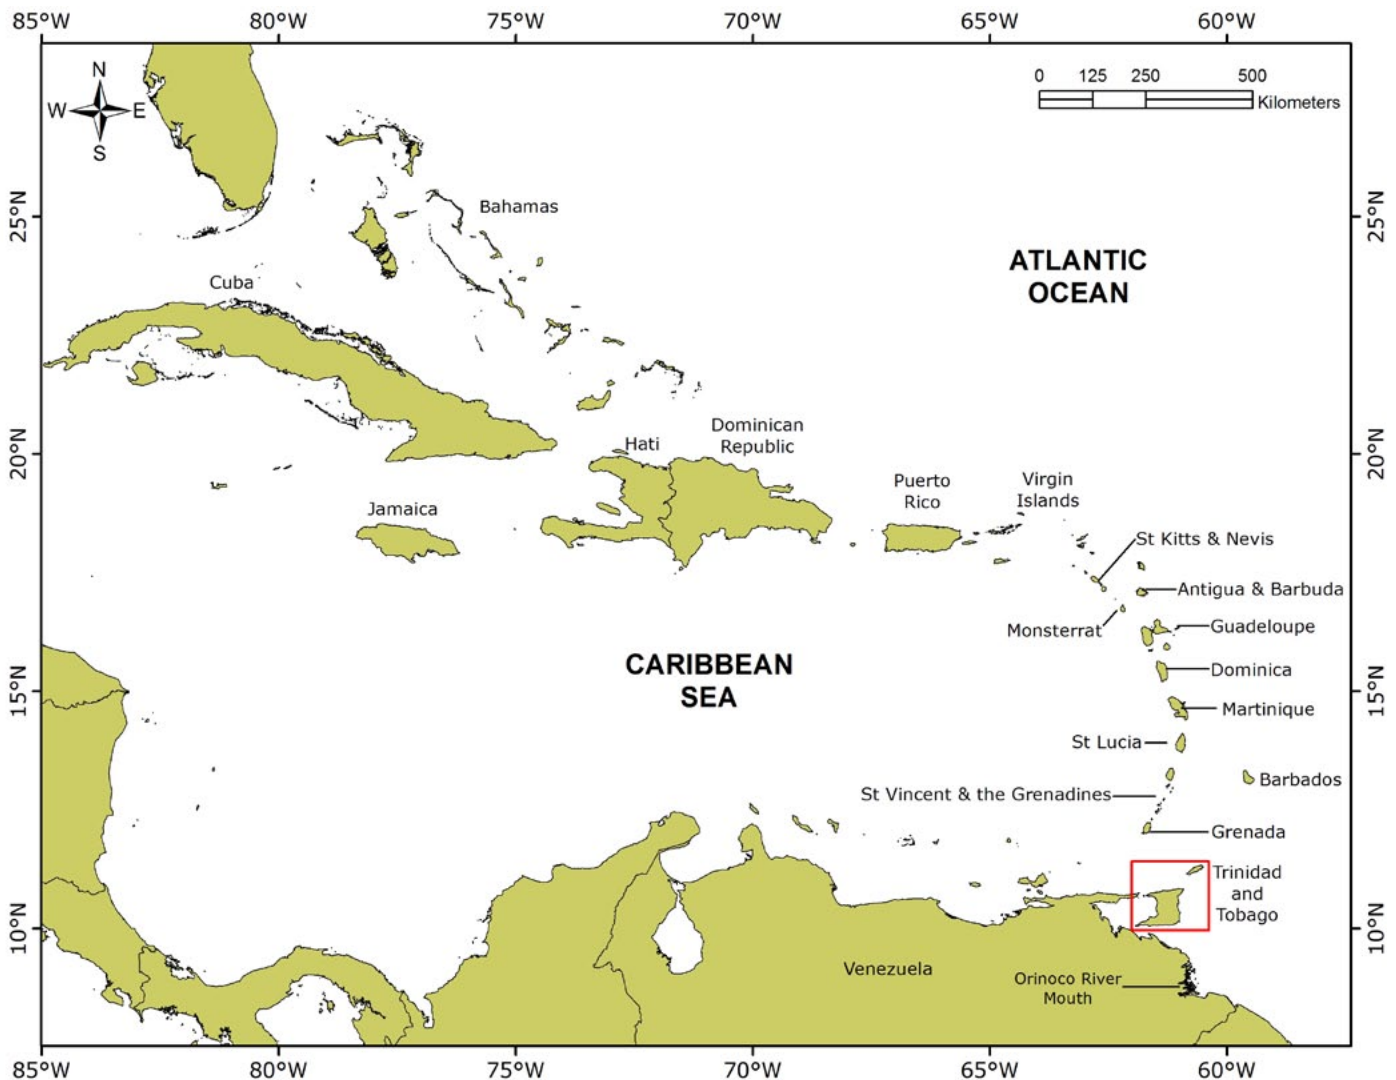 85°W 80°W 75°W 70°W 65°W 60°W
N
W E
S
0 125 250 500
Kilometers
25°N 25°N
Bahamas
ATLANTIC
OCEAN
Cuba
20°N 20°N
Hati
Dominican
Republic
Puerto
Rico
Virgin
Islands
Jamaica
St Kitts & Nevis
Antigua & Barbuda
Monsterrat
Guadeloupe
CARIBBEAN
SEA
Dominica
15°N 15°N
Martinique
St Lucia
Barbados
St Vincent & the Grenadines
Grenada
Trinidad
and
Tobago
10°N 10°N
Venezuela
Orinoco River
Mouth
85°W 80°W 75°W 70°W 65°W 60°W